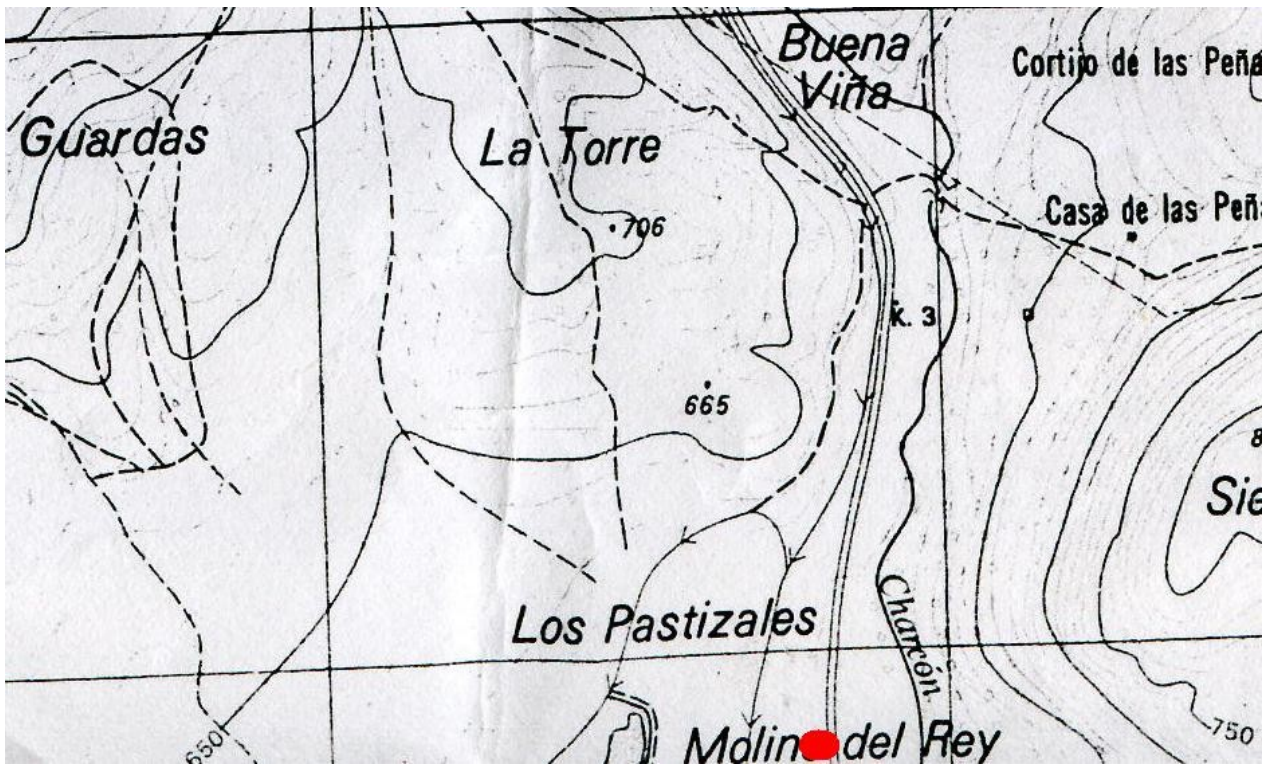 Buena
Viña
Cortijo de las Peña
Guardas
La Torre
Casa de las Peña
706
k. 3
665
8
Sie
Charcón
Los Pastizales
650
Molin del Rey
750